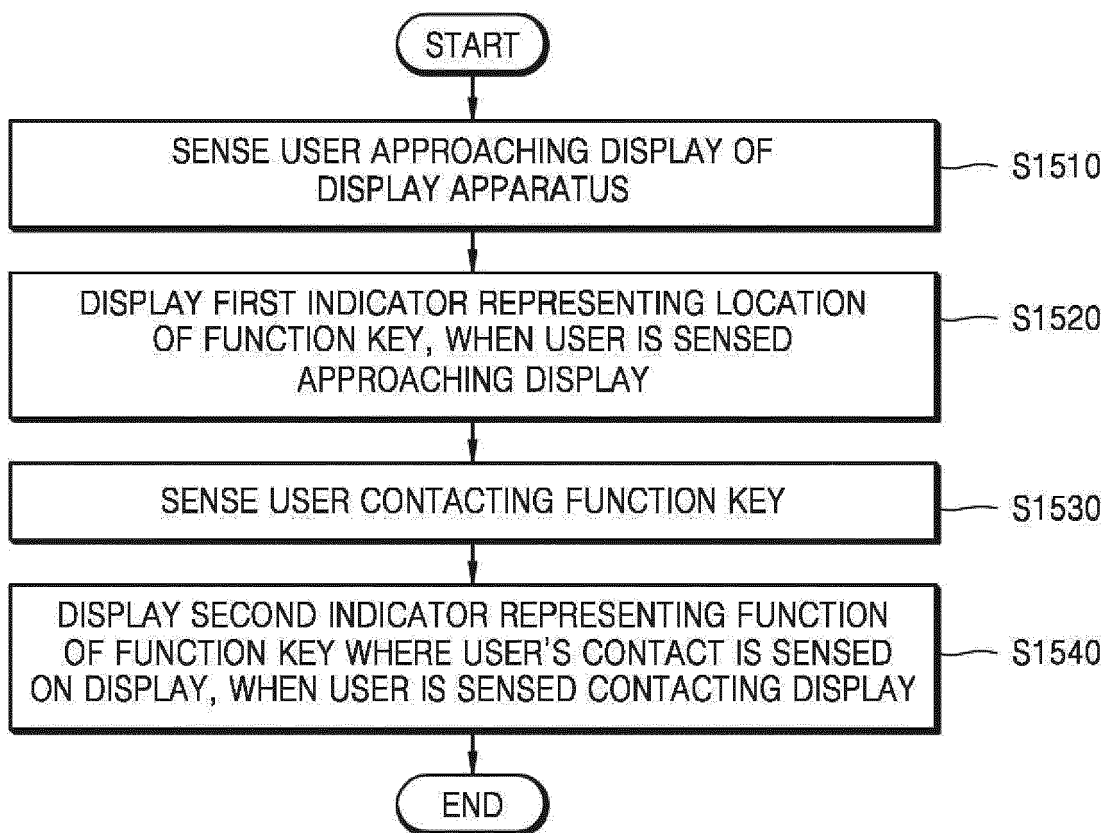 START
SENSE USER APPROACHING DISPLAY OF
DISPLAY APPARATUS
S1510
DISPLAY FIRST INDICATOR REPRESENTING LOCATION
OF FUNCTION KEY, WHEN USER IS SENSED
APPROACHING DISPLAY
S1520
SENSE USER CONTACTING FUNCTION KEY
S1530
DISPLAY SECOND INDICATOR REPRESENTING FUNCTION
OF FUNCTION KEY WHERE USER'S CONTACT IS SENSED
ON DISPLAY, WHEN USER IS SENSED CONTACTING DISPLAY
S1540
END